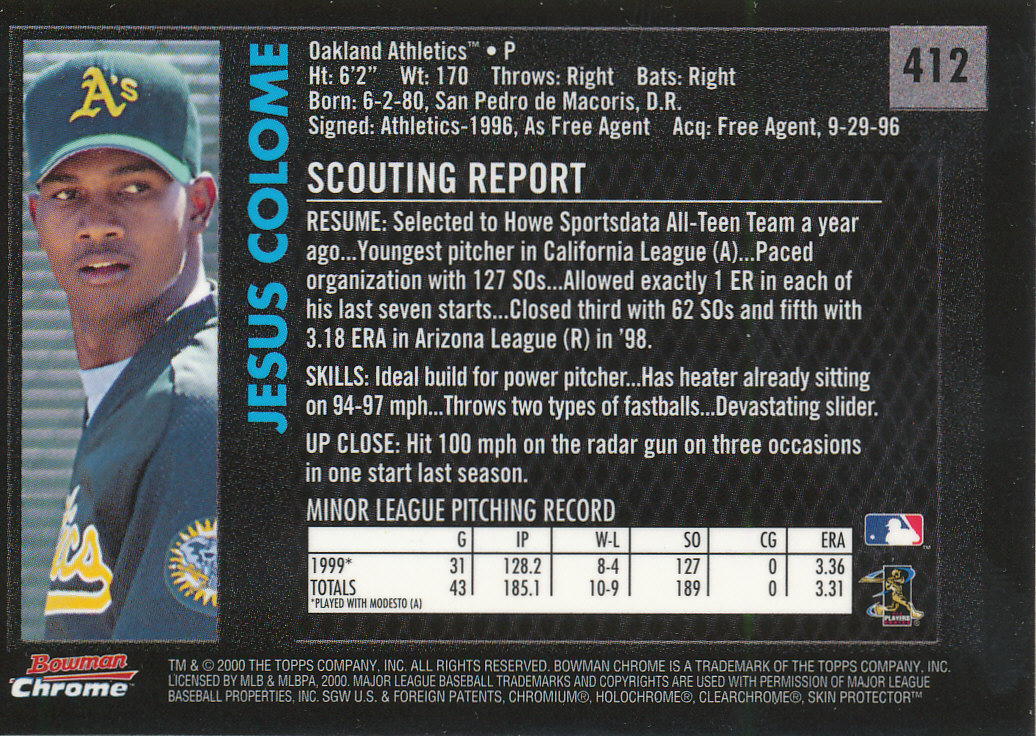 A's
JESUS COLOME
Oakland Athletics™ • P
412
Ht: 6'2" Wt: 170 Throws: Right Bats: Right
Born: 6-2-80, San Pedro de Macoris, D.R.
Signed: Athletics-1996, As Free Agent Acq: Free Agent, 9-29-96
SCOUTING REPORT
RESUME: Selected to Howe Sportsdata All-Teen Team a year
ago...Youngest pitcher in California League (A)...Paced
organization with 127 SOs...Allowed exactly 1 ER in each of
his last seven starts...Closed third with 62 SOs and fifth with
3.18 ERA in Arizona League (R) in '98.
SKILLS: Ideal build for power pitcher...Has heater already sitting
on 94-97 mph...Throws two types of fastballs...Devastating slider.
UP CLOSE: Hit 100 mph on the radar gun on three occasions
in one start last season.
MINOR LEAGUE PITCHING RECORD
G IP W-L SO CG ERA
1999* 31 128.2 8-4 127 0 3.36
TOTALS 43 185.1 10-9 189 0 3.31
*PLAYED WITH MODESTO (A)
PLAYERS
Bowman
Chrome
TM & © 2000 THE TOPPS COMPANY, INC. ALL RIGHTS RESERVED. BOWMAN CHROME IS A TRADEMARK OF THE TOPPS COMPANY, INC.
LICENSED BY MLB & MLBPA, 2000. MAJOR LEAGUE BASEBALL TRADEMARKS AND COPYRIGHTS ARE USED WITH PERMISSION OF MAJOR LEAGUE
BASEBALL PROPERTIES, INC. SGW U.S. & FOREIGN PATENTS, CHROMIUM®, HOLOCHROME®, CLEARCHROME®, SKIN PROTECTOR™